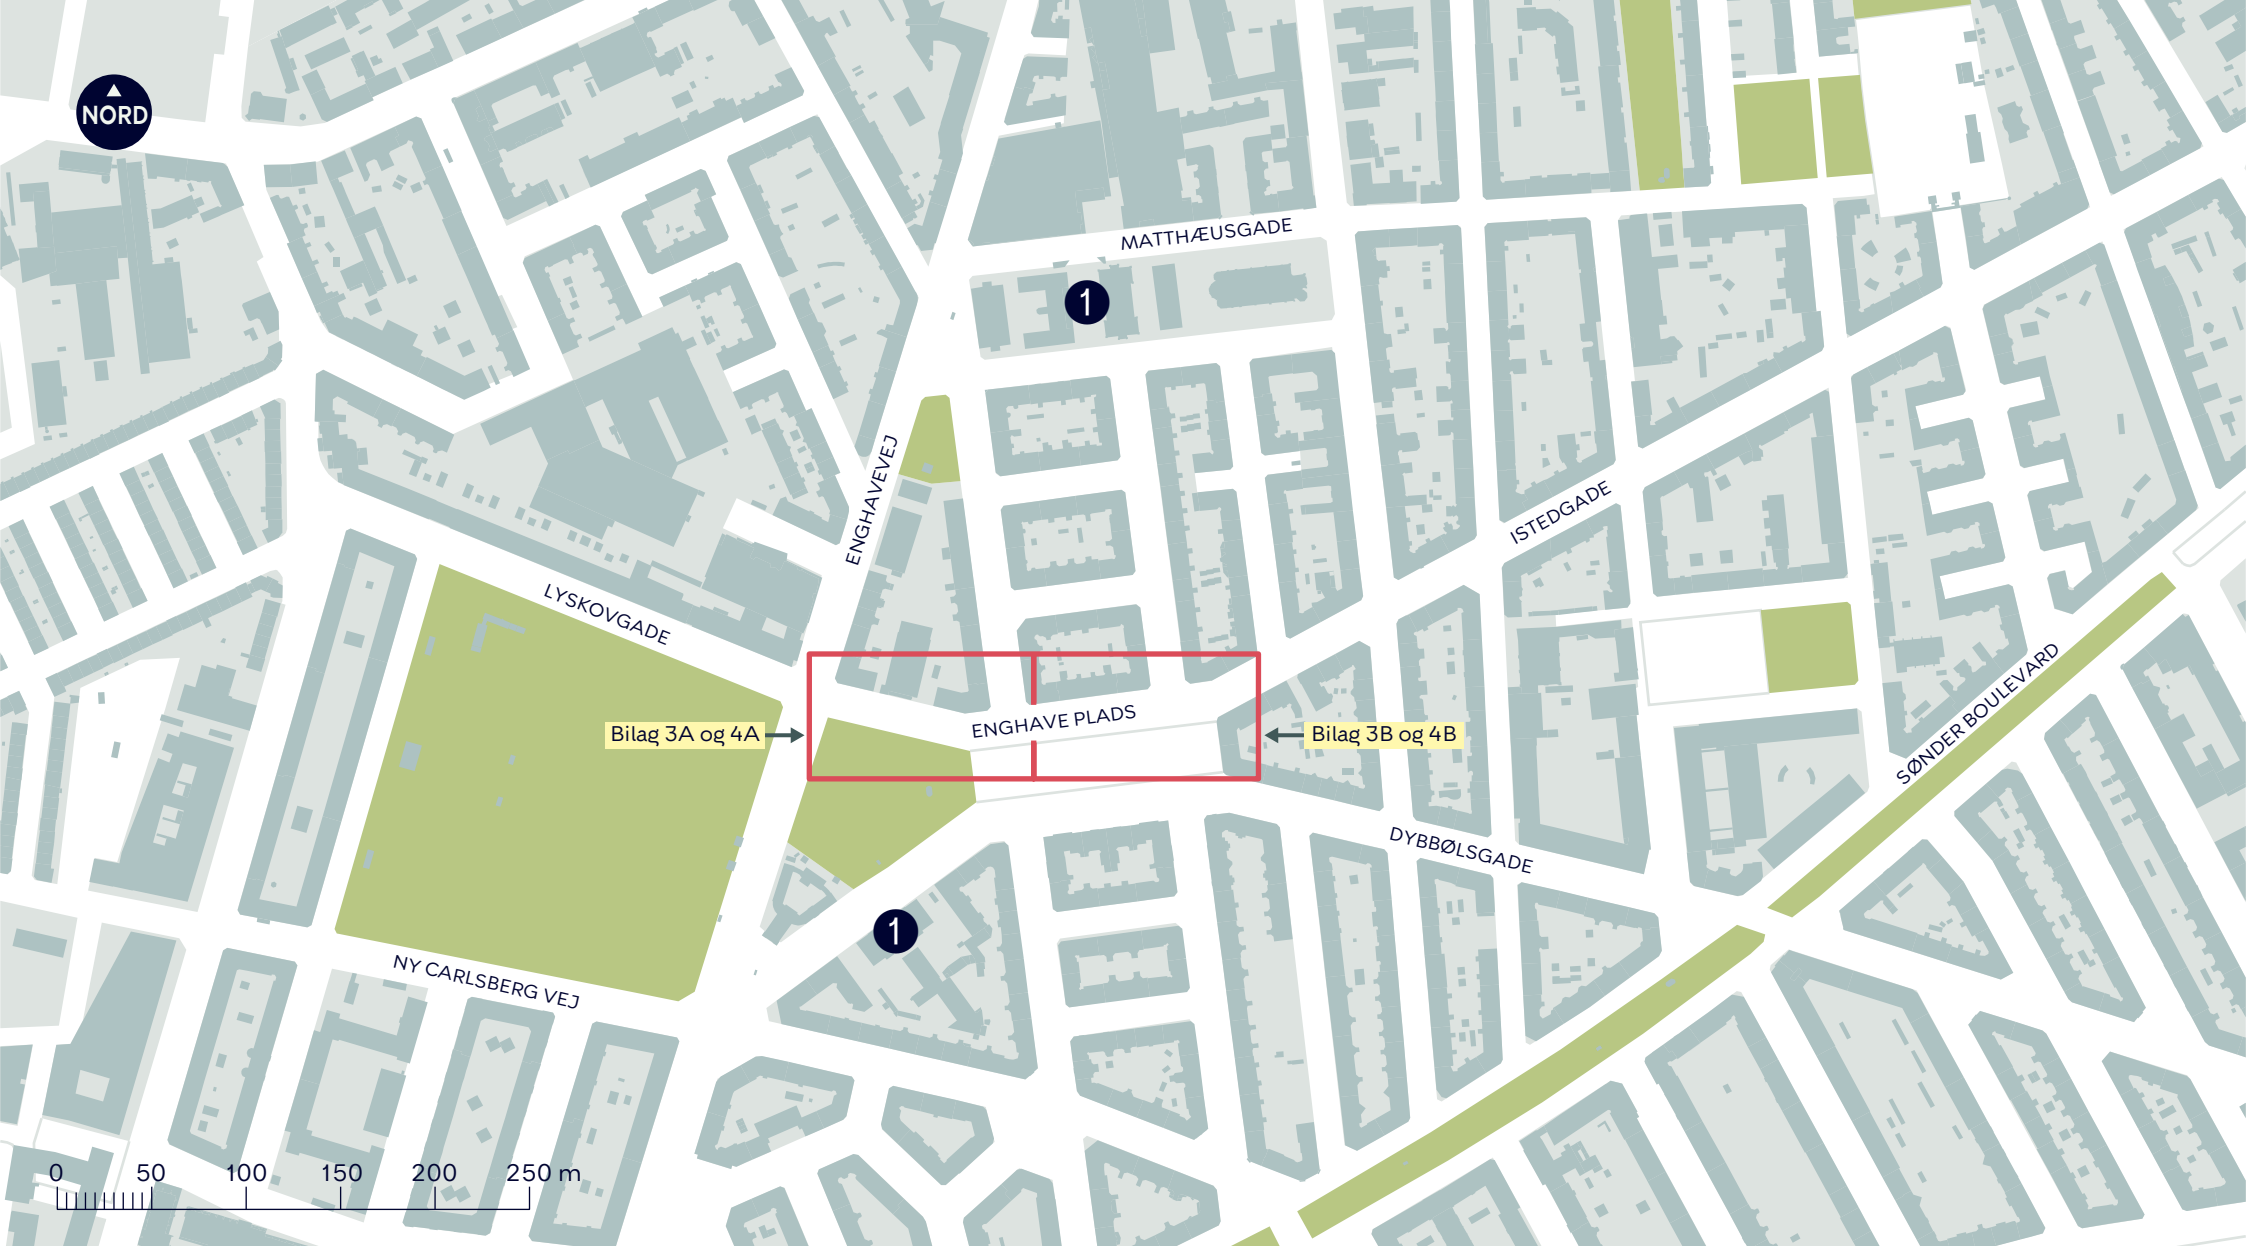 NORD
MATTHÆUSGADE
1
ENGHAVEVEJ
ISTEDGADE
LYSKOVGADE
ENGHAVE PLADS
Bilag 3A og 4A
Bilag 3B og 4B
SØNDER BOULEVARD
DYBBØLSGADE
1
NY CARLSBERG VEJ
0 50 100 150 200 250 m